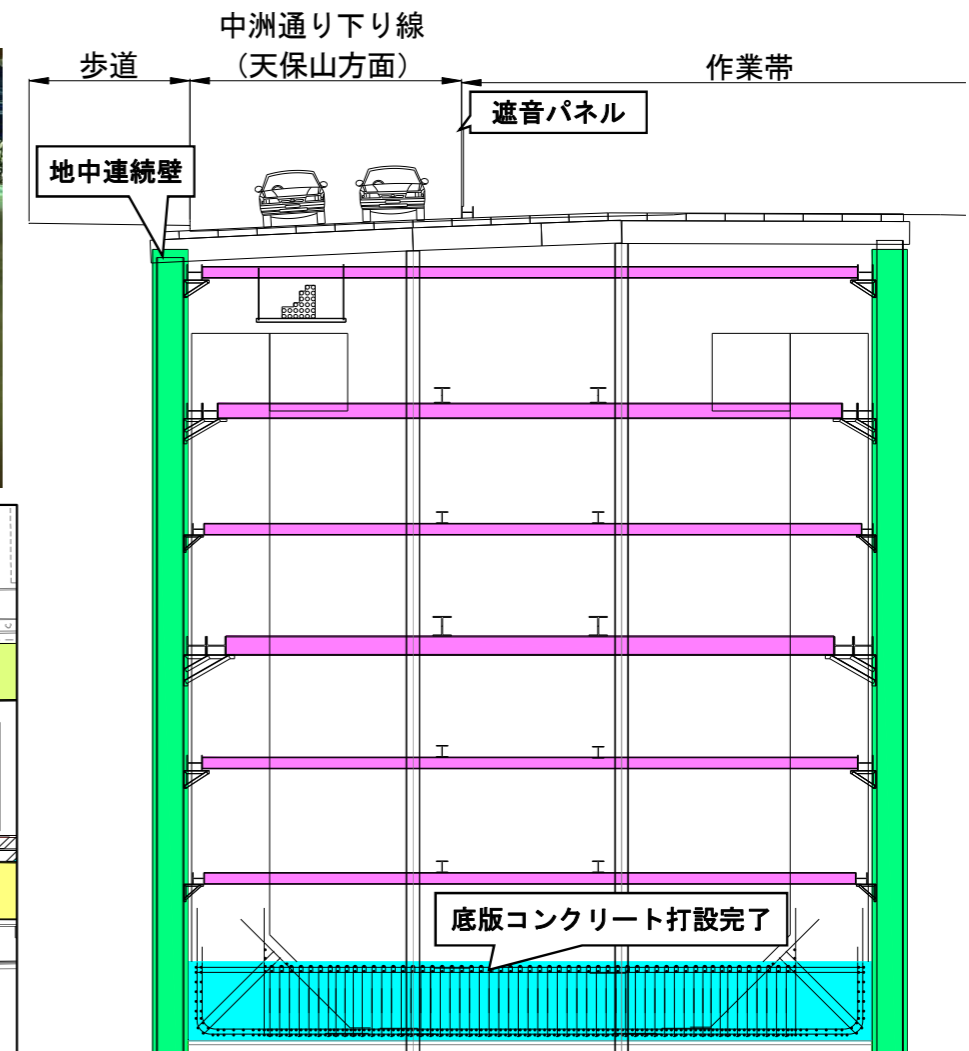 中洲通り下り線
(天保山方面)
歩道
作業帯
遮音パネル
地中連続壁
底版コンクリート打設完了